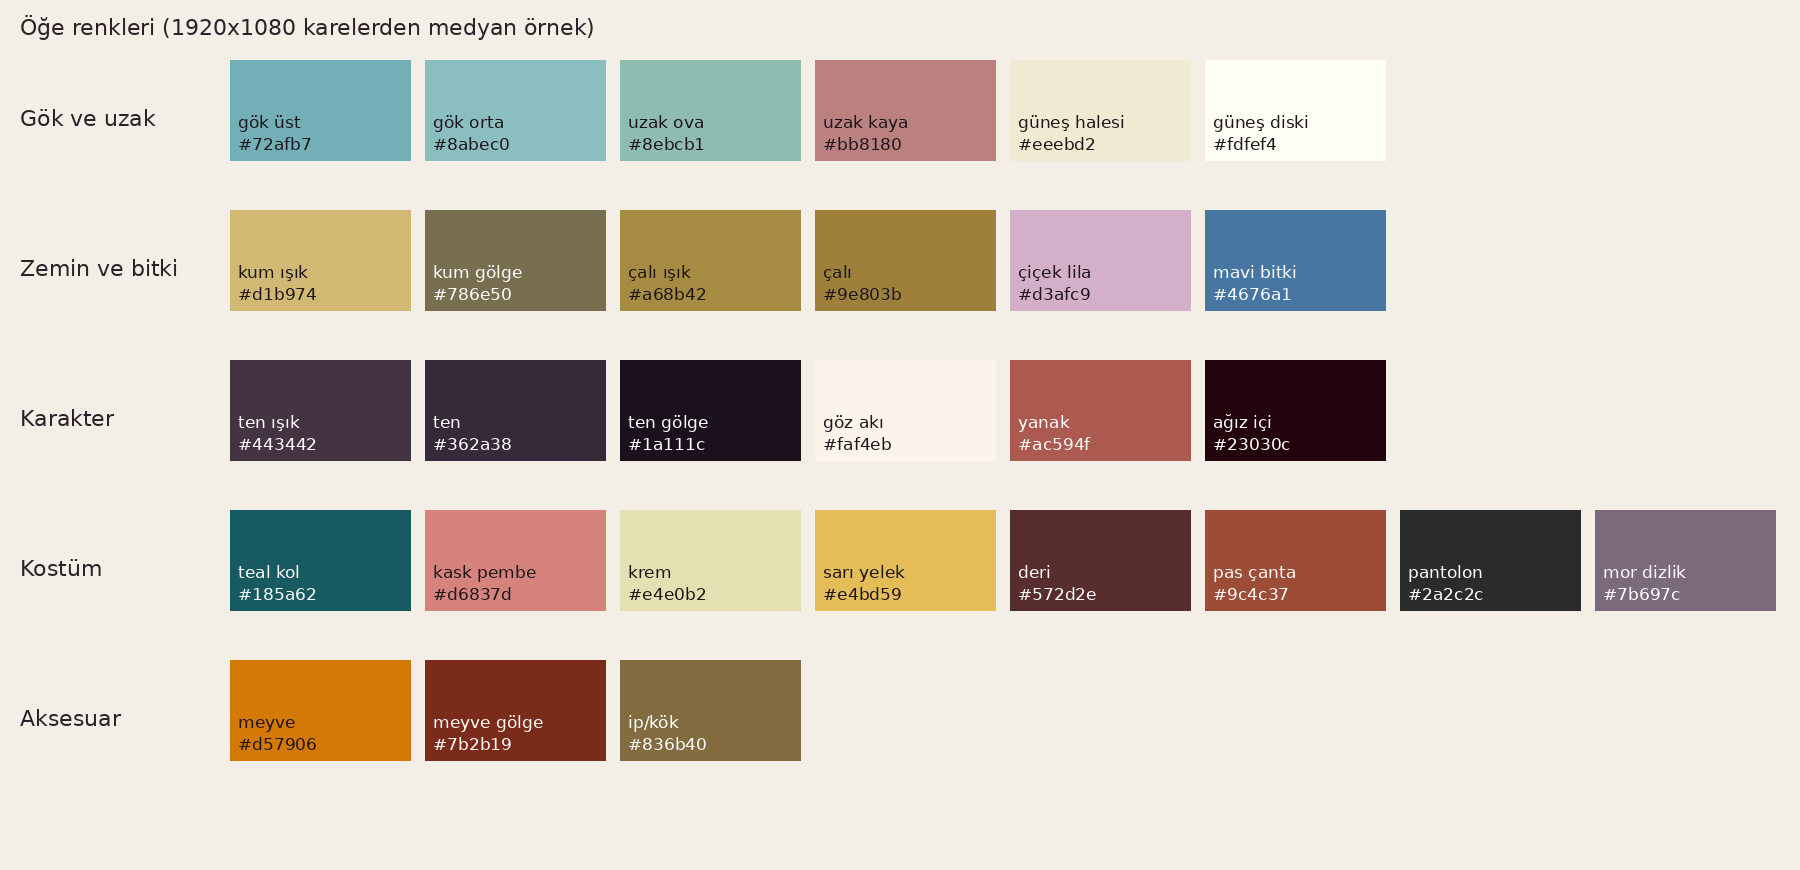 Öğe renkleri (1920x1080 karelerden medyan örnek)
Gök ve uzak
gök üst
#72afb7
gök orta
#8abec0
uzak ova
#8ebcb1
uzak kaya
#bb8180
güneş halesi
#eeebd2
güneş diski
#fdfef4
Zemin ve bitki
kum ışık
#d1b974
kum gölge
#786e50
çalı ışık
#a68b42
çalı
#9e803b
çiçek lila
#d3afc9
mavi bitki
#4676a1
Karakter
ten ışık
#443442
ten
#362a38
ten gölge
#1a111c
göz akı
#faf4eb
yanak
#ac594f
ağız içi
#23030c
Kostüm
teal kol
#185a62
kask pembe
#d6837d
krem
#e4e0b2
sarı yelek
#e4bd59
deri
#572d2e
pas çanta
#9c4c37
pantolon
#2a2c2c
mor dizlik
#7b697c
Aksesuar
meyve
#d57906
meyve gölge
#7b2b19
ip/kök
#836b40